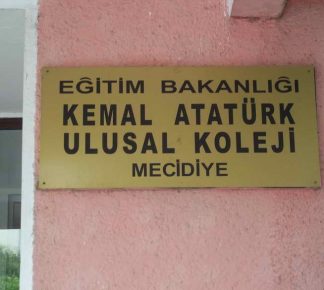 EĞİTİM BAKANLIĞI
KEMAL ATATÜRK
ULUSAL KOLEJİ
MECİDİYE